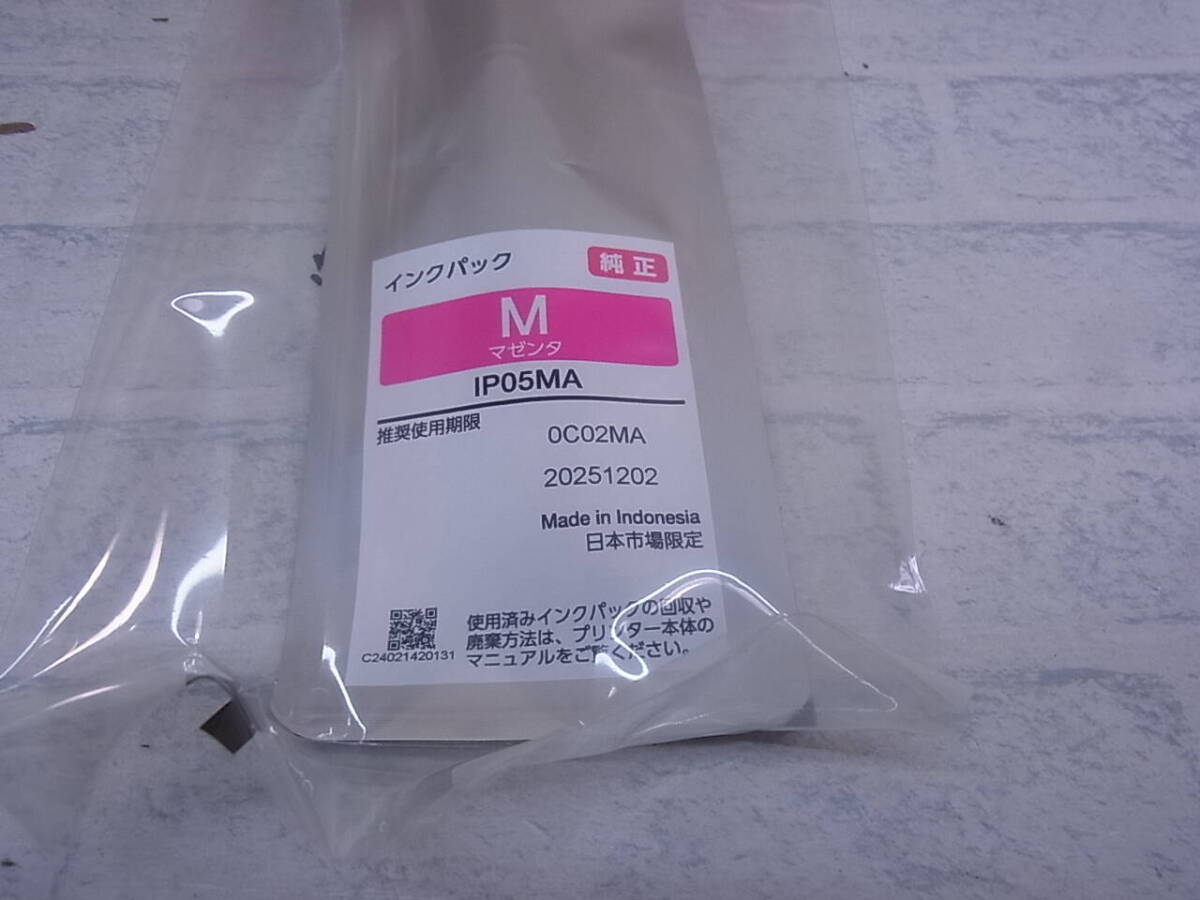 インクパック 純正
M
マゼンタ
IP05MA
推奨使用期限
0C02MA
20251202
Made in Indonesia
日本市場限定
使用済みインクパックの回収や
廃棄方法は、プリンター本体の
マニュアルをご覧ください。
C24021420131